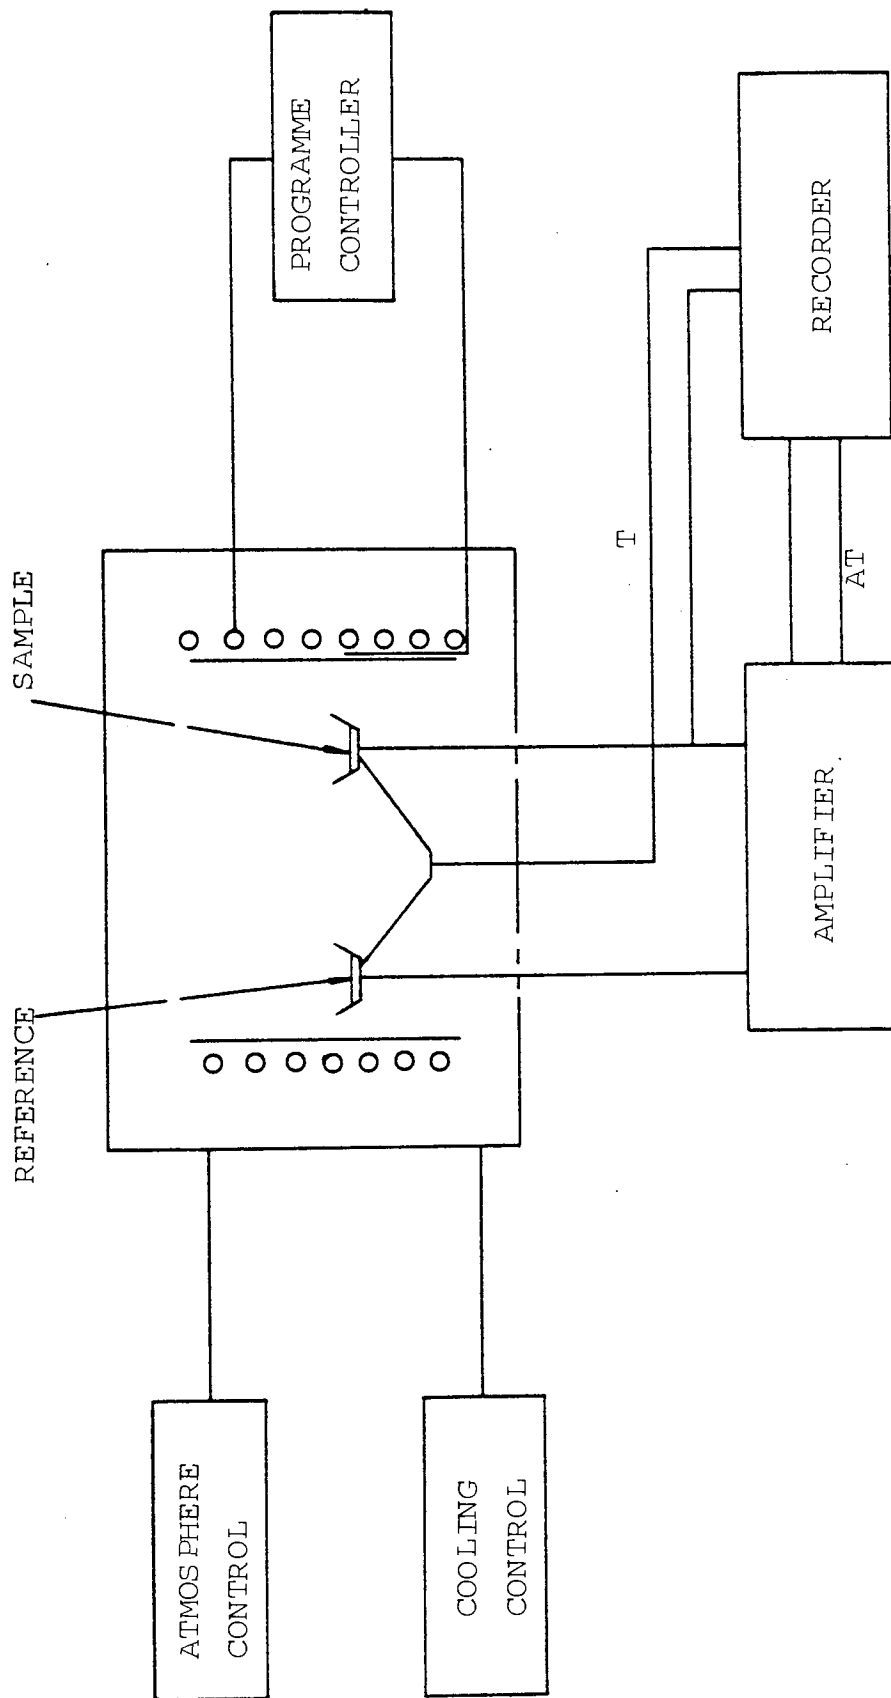 REFERENCE
SAMPLE
PROGRAMME
CONTROLLER
ATMOSPHERE
CONTROL
COOLING
CONTROL
T
AT
AMPLIFIER
RECORDER